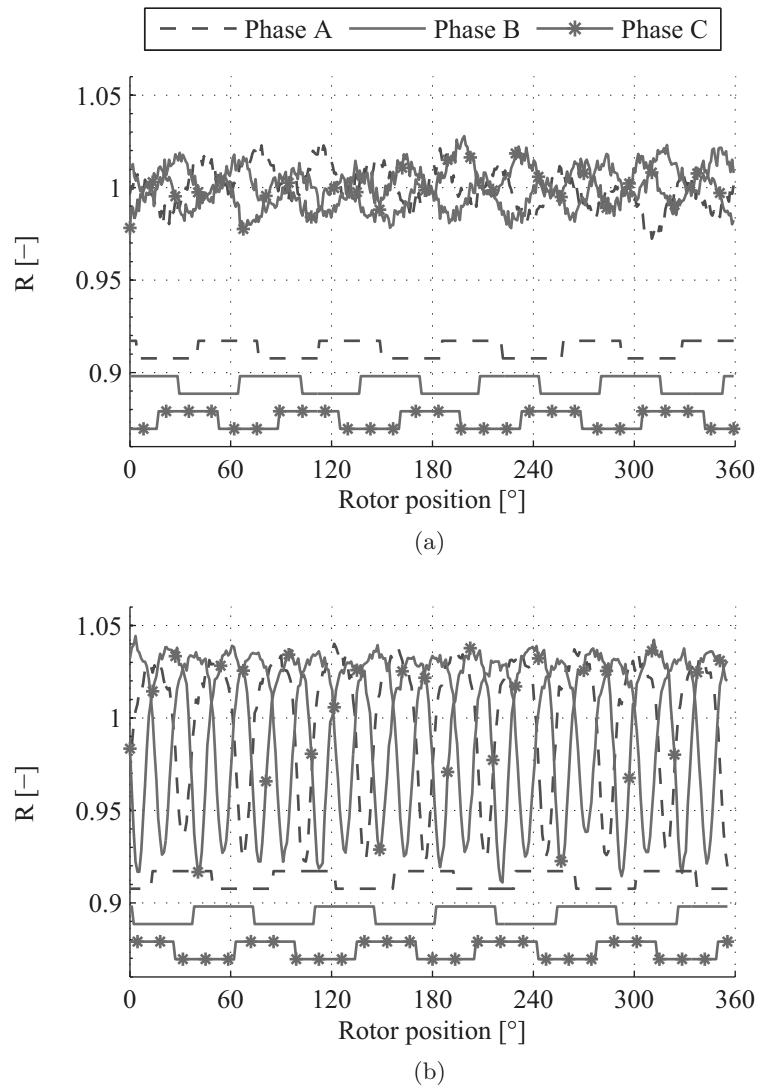 Phase A Phase B Phase C
1.05
1
0.95
0.9
R [−]
0 60 120 180 240 300 360
Rotor position [°]
(a)
1.05
1
0.95
0.9
R [−]
0 60 120 180 240 300 360
Rotor position [°]
(b)